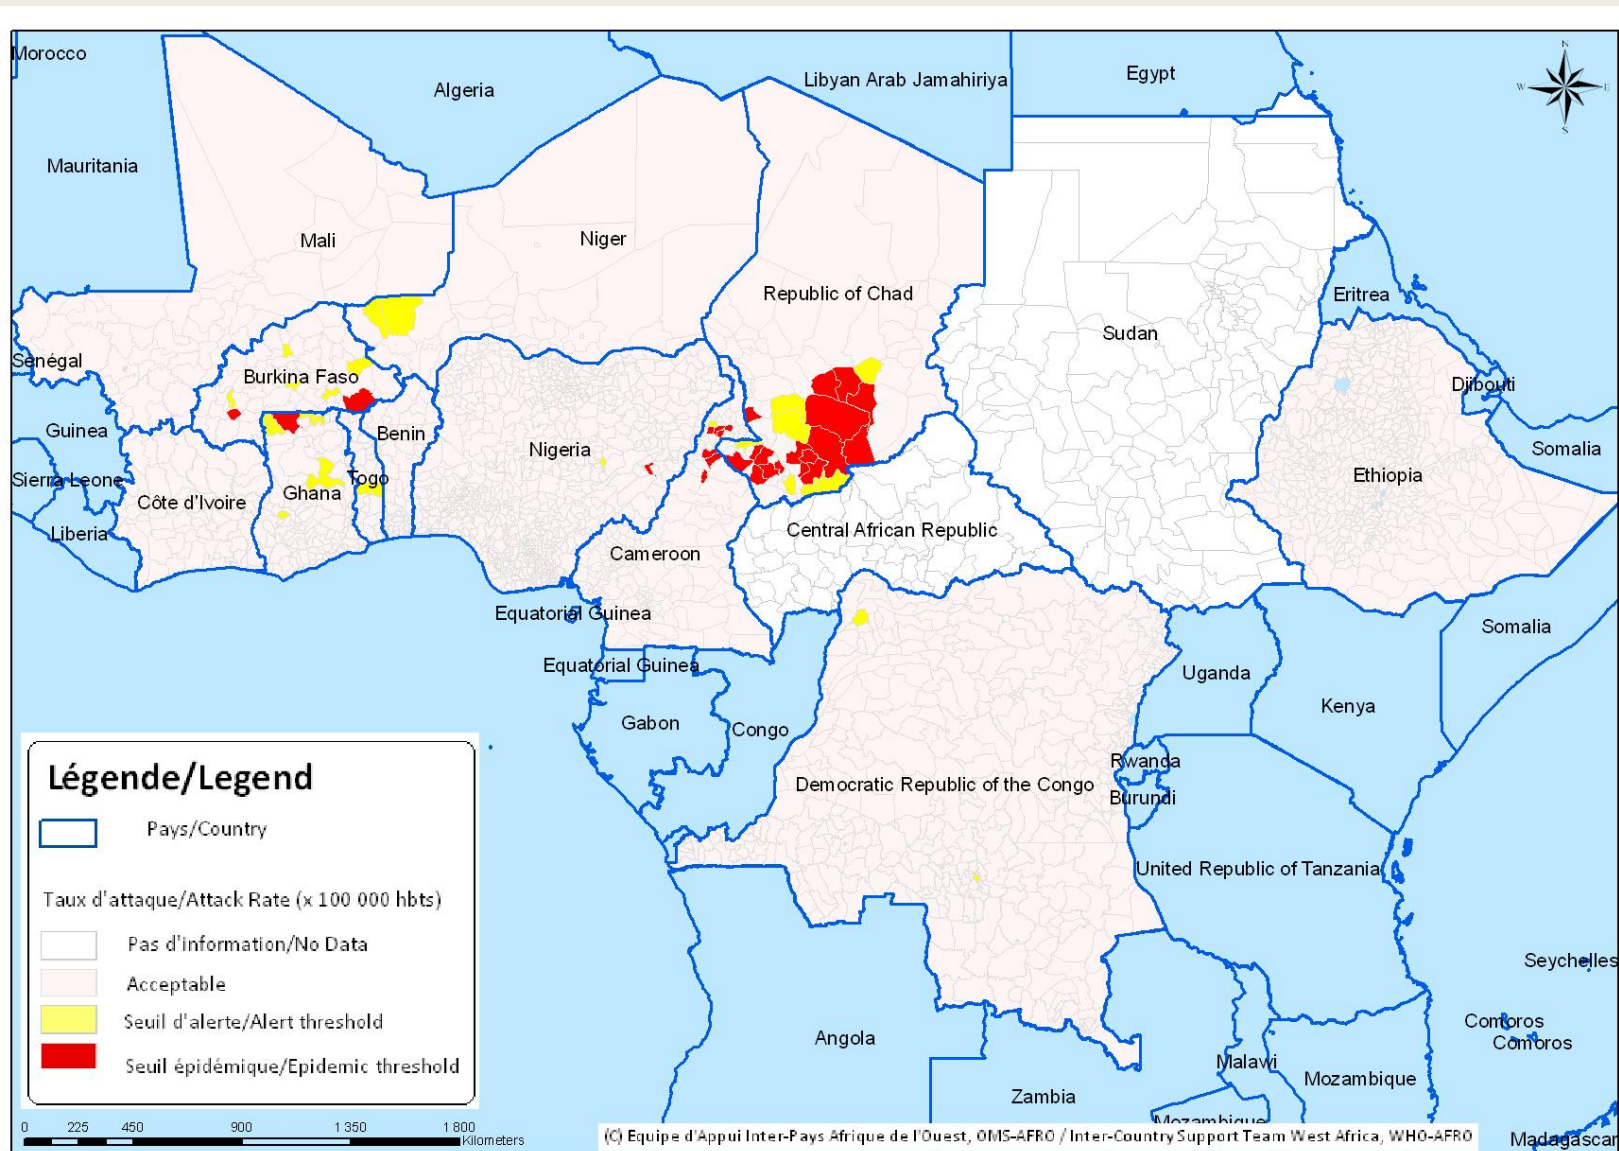 Morocco
Algeria
Libyan Arab Jamahiriya
Egypt
N
W
E
S
Mauritania
Mali
Niger
Republic of Chad
Eritrea
Sudan
Senégal
Burkina Faso
Djibouti
Guinea
Benin
Nigeria
Somalia
Sierra Leone
Togo
Ethiopia
Côte d'Ivoire
Ghana
Liberia
Central African Republic
Cameroon
Equatorial Guinea
Somalia
Equatorial Guinea
Uganda
Kenya
Gabon
Congo
Rwanda
Democratic Republic of the Congo
Burundi
United Republic of Tanzania
Seychelles
Comoros
Comoros
Angola
Malawi
Mozambique
Zambia
Mozambique
Madagascar
Légende/Legend
Pays/Country
Taux d'attaque/Attack Rate (x 100 000 hbts)
Pas d'information/No Data
Acceptable
Seuil d'alerte/Alert threshold
Seuil épidémique/Epidemic threshold
0 225 450 900 1 350 1 800
Kilometers
(C) Equipe d'Appui Inter-Pays Afrique de l'Ouest, OMS-AFRO / Inter-Country Support Team West Africa, WHO-AFRO